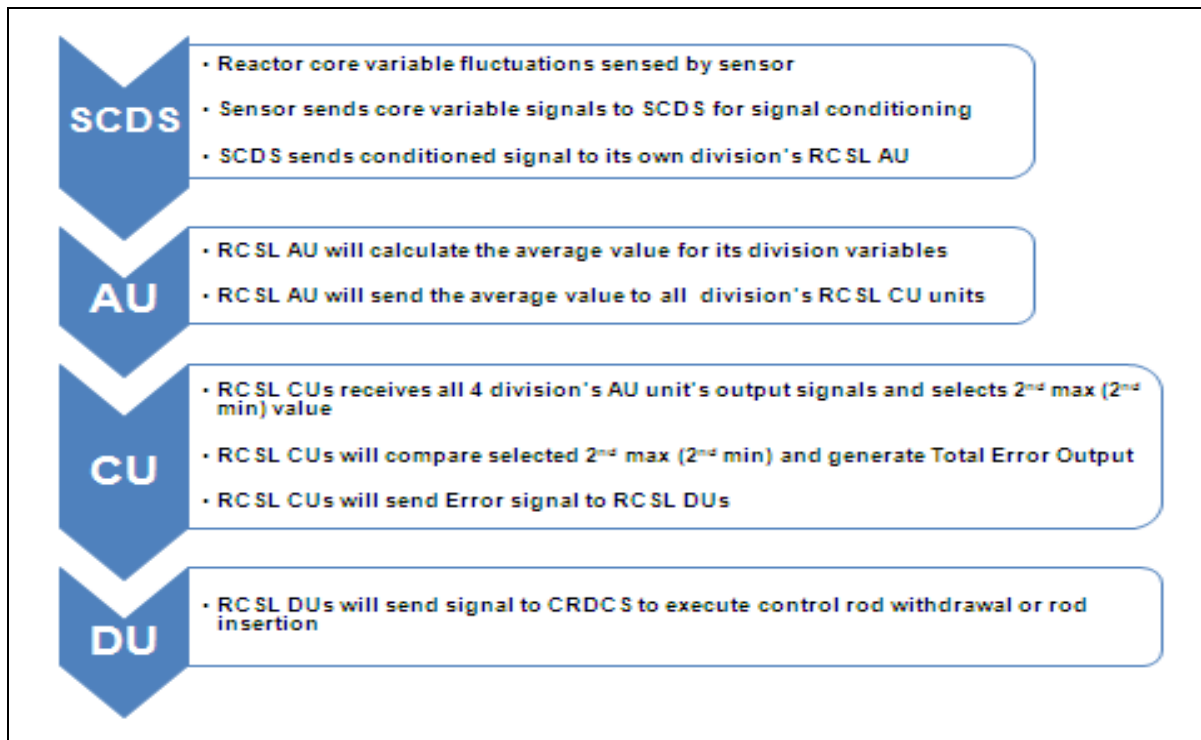 SCDS
• Reactor core variable fluctuations sensed by sensor
• Sensor sends core variable signals to SCDS for signal conditioning
• SCDS sends conditioned signal to its own division's RCSL AU
AU
• RCSL AU will calculate the average value for its division variables
• RCSL AU will send the average value to all division's RCSL CU units
CU
• RCSL CUs receives all 4 division's AU unit's output signals and selects 2nd max (2nd
min) value
• RCSL CUs will compare selected 2nd max (2nd min) and generate Total Error Output
• RCSL CUs will send Error signal to RCSL DUs
DU
• RCSL DUs will send signal to CRDCS to execute control rod withdrawal or rod
insertion